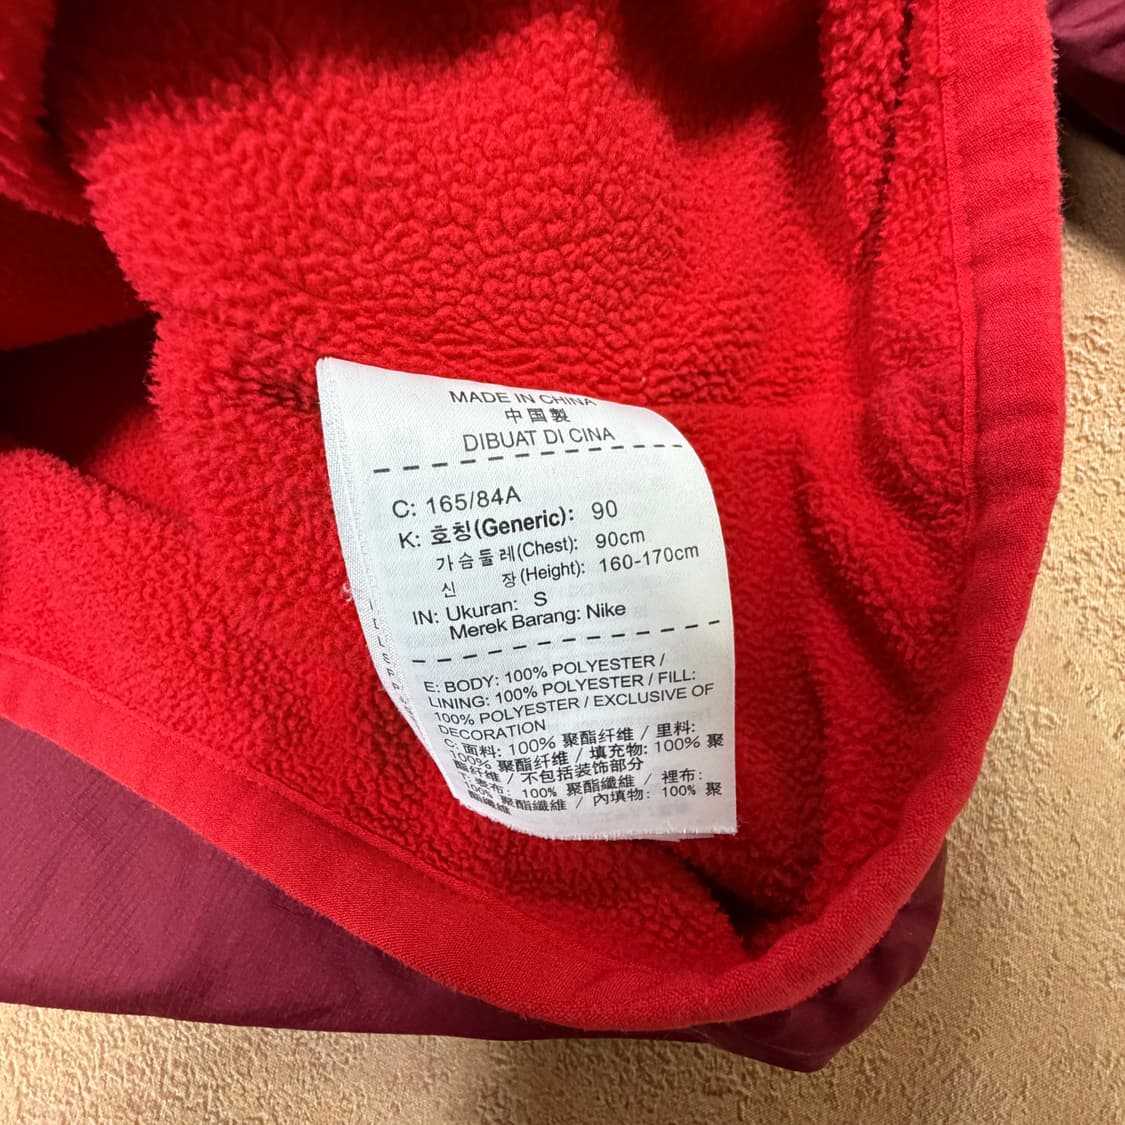 MADE IN CHINA
中国製
DIBUAT DI CINA
C: 165/84A
K: 호칭(Generic): 90
가슴둘레(Chest): 90cm
신 장(Height): 160-170cm
IN: Ukuran: S
Merek Barang: Nike
E: BODY: 100% POLYESTER /
LINING: 100% POLYESTER / FILL:
100% POLYESTER / EXCLUSIVE OF
DECORATION
C: 面料: 100% 聚酯纤维 / 里料:
100% 聚酯纤维 / 填充物: 100% 聚
酯纤维 / 不包括装饰部分
T: 表布: 100% 聚酯纖維 / 裡布:
100% 聚酯纖維 / 內填物: 100% 聚
酯纖維